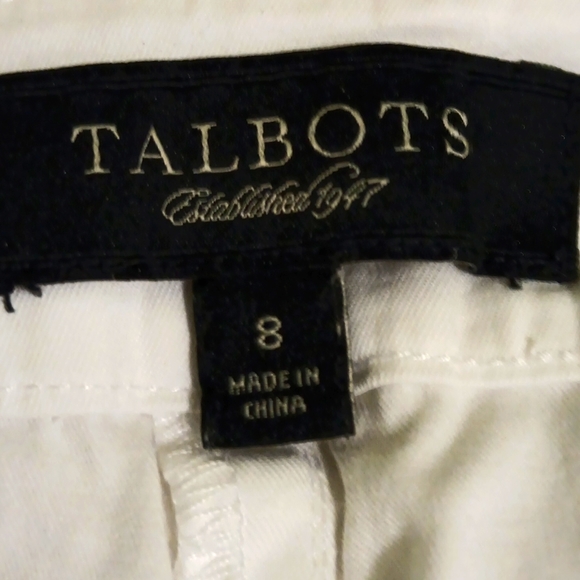 TALBOTS
Established 1947
8
MADE IN
CHINA